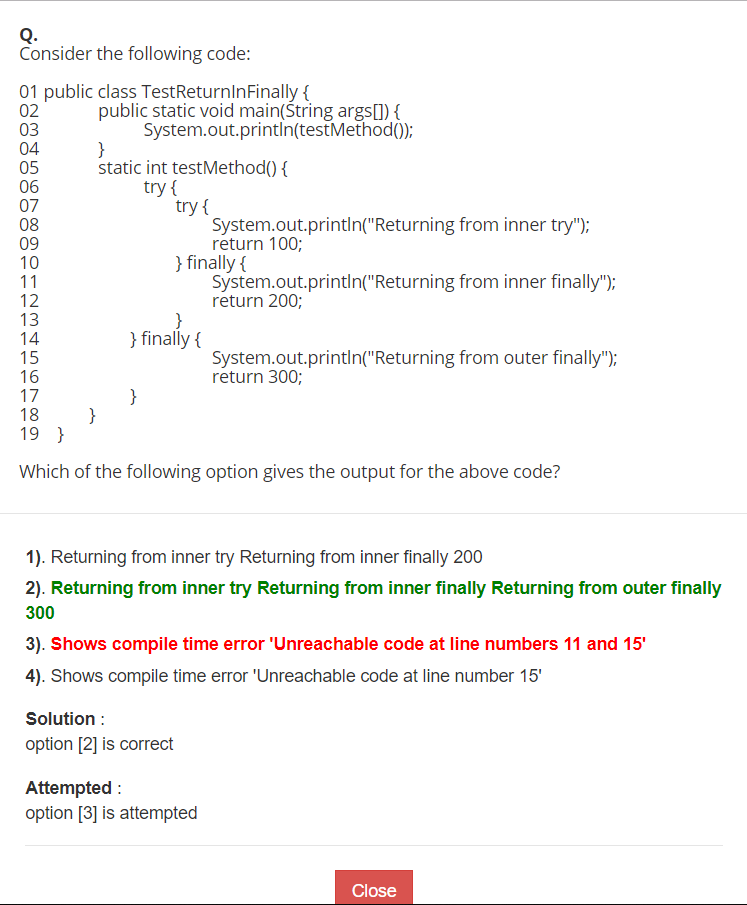 Q.
Consider the following code:
01 public class TestReturnInFinally {
02 public static void main(String args[]) {
03 System.out.println(testMethod());
04 }
05 static int testMethod() {
06 try {
07 try {
08 System.out.println("Returning from inner try");
09 return 100;
10 } finally {
11 System.out.println("Returning from inner finally");
12 return 200;
13 }
14 } finally {
15 System.out.println("Returning from outer finally");
16 return 300;
17 }
18 }
19 }
Which of the following option gives the output for the above code?
1). Returning from inner try Returning from inner finally 200
2). Returning from inner try Returning from inner finally Returning from outer finally
300
3). Shows compile time error 'Unreachable code at line numbers 11 and 15'
4). Shows compile time error 'Unreachable code at line number 15'
Solution :
option [2] is correct
Attempted :
option [3] is attempted
Close